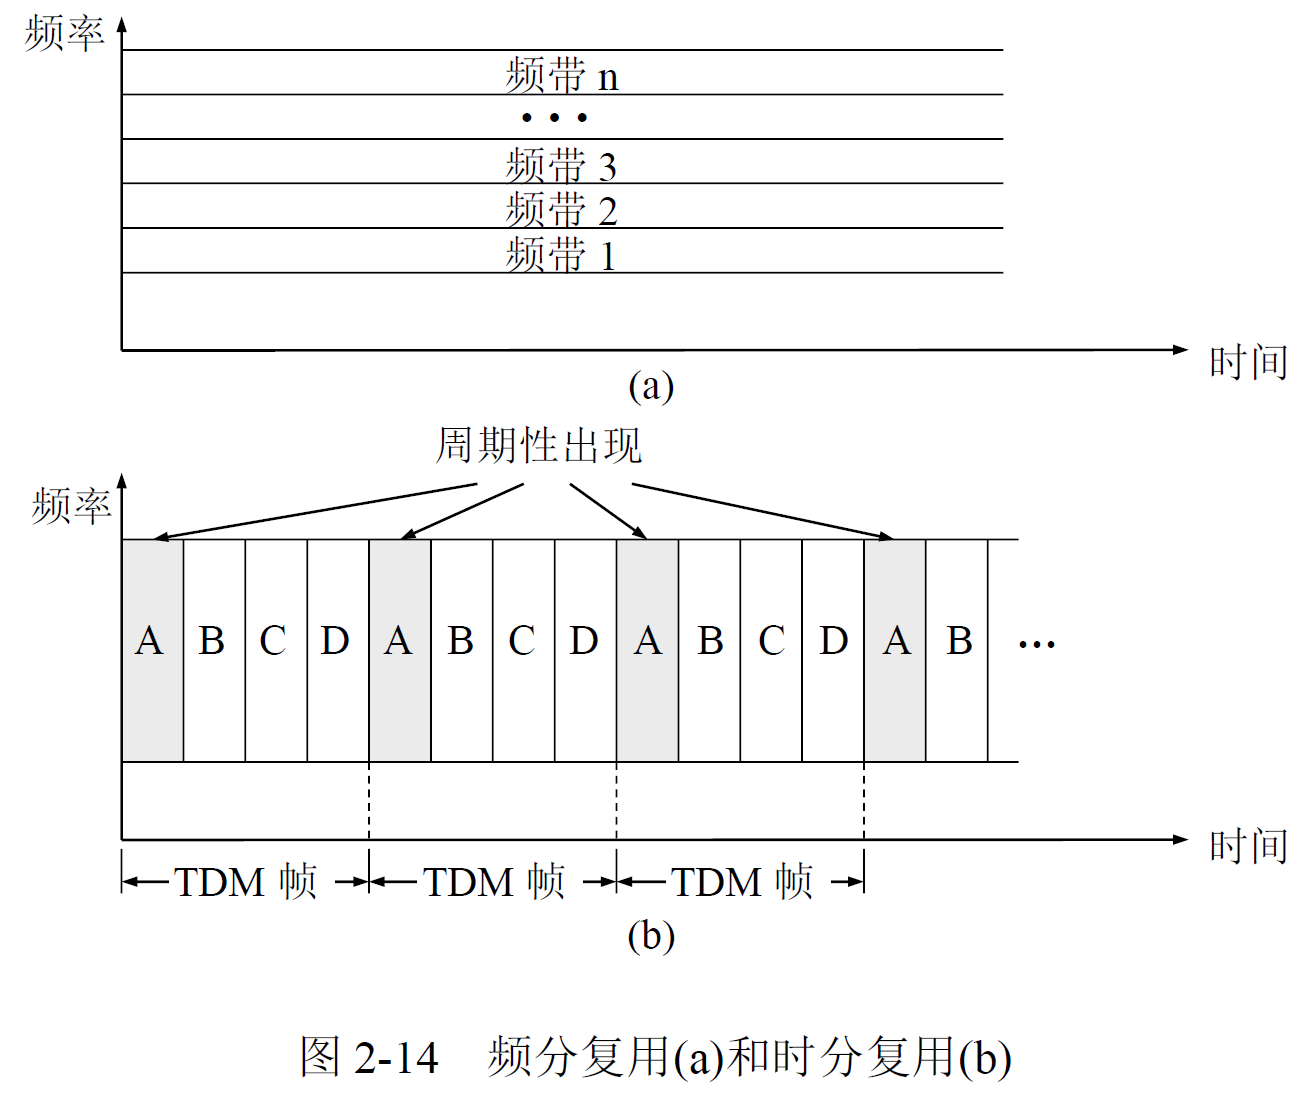 频率
频带 n
•••
频带 3
频带 2
频带 1
时间
(a)
周期性出现
频率
A B C D A B C D A B C D A B •••
时间
TDM 帧 TDM 帧 TDM 帧
(b)
图 2-14 频分复用(a)和时分复用(b)